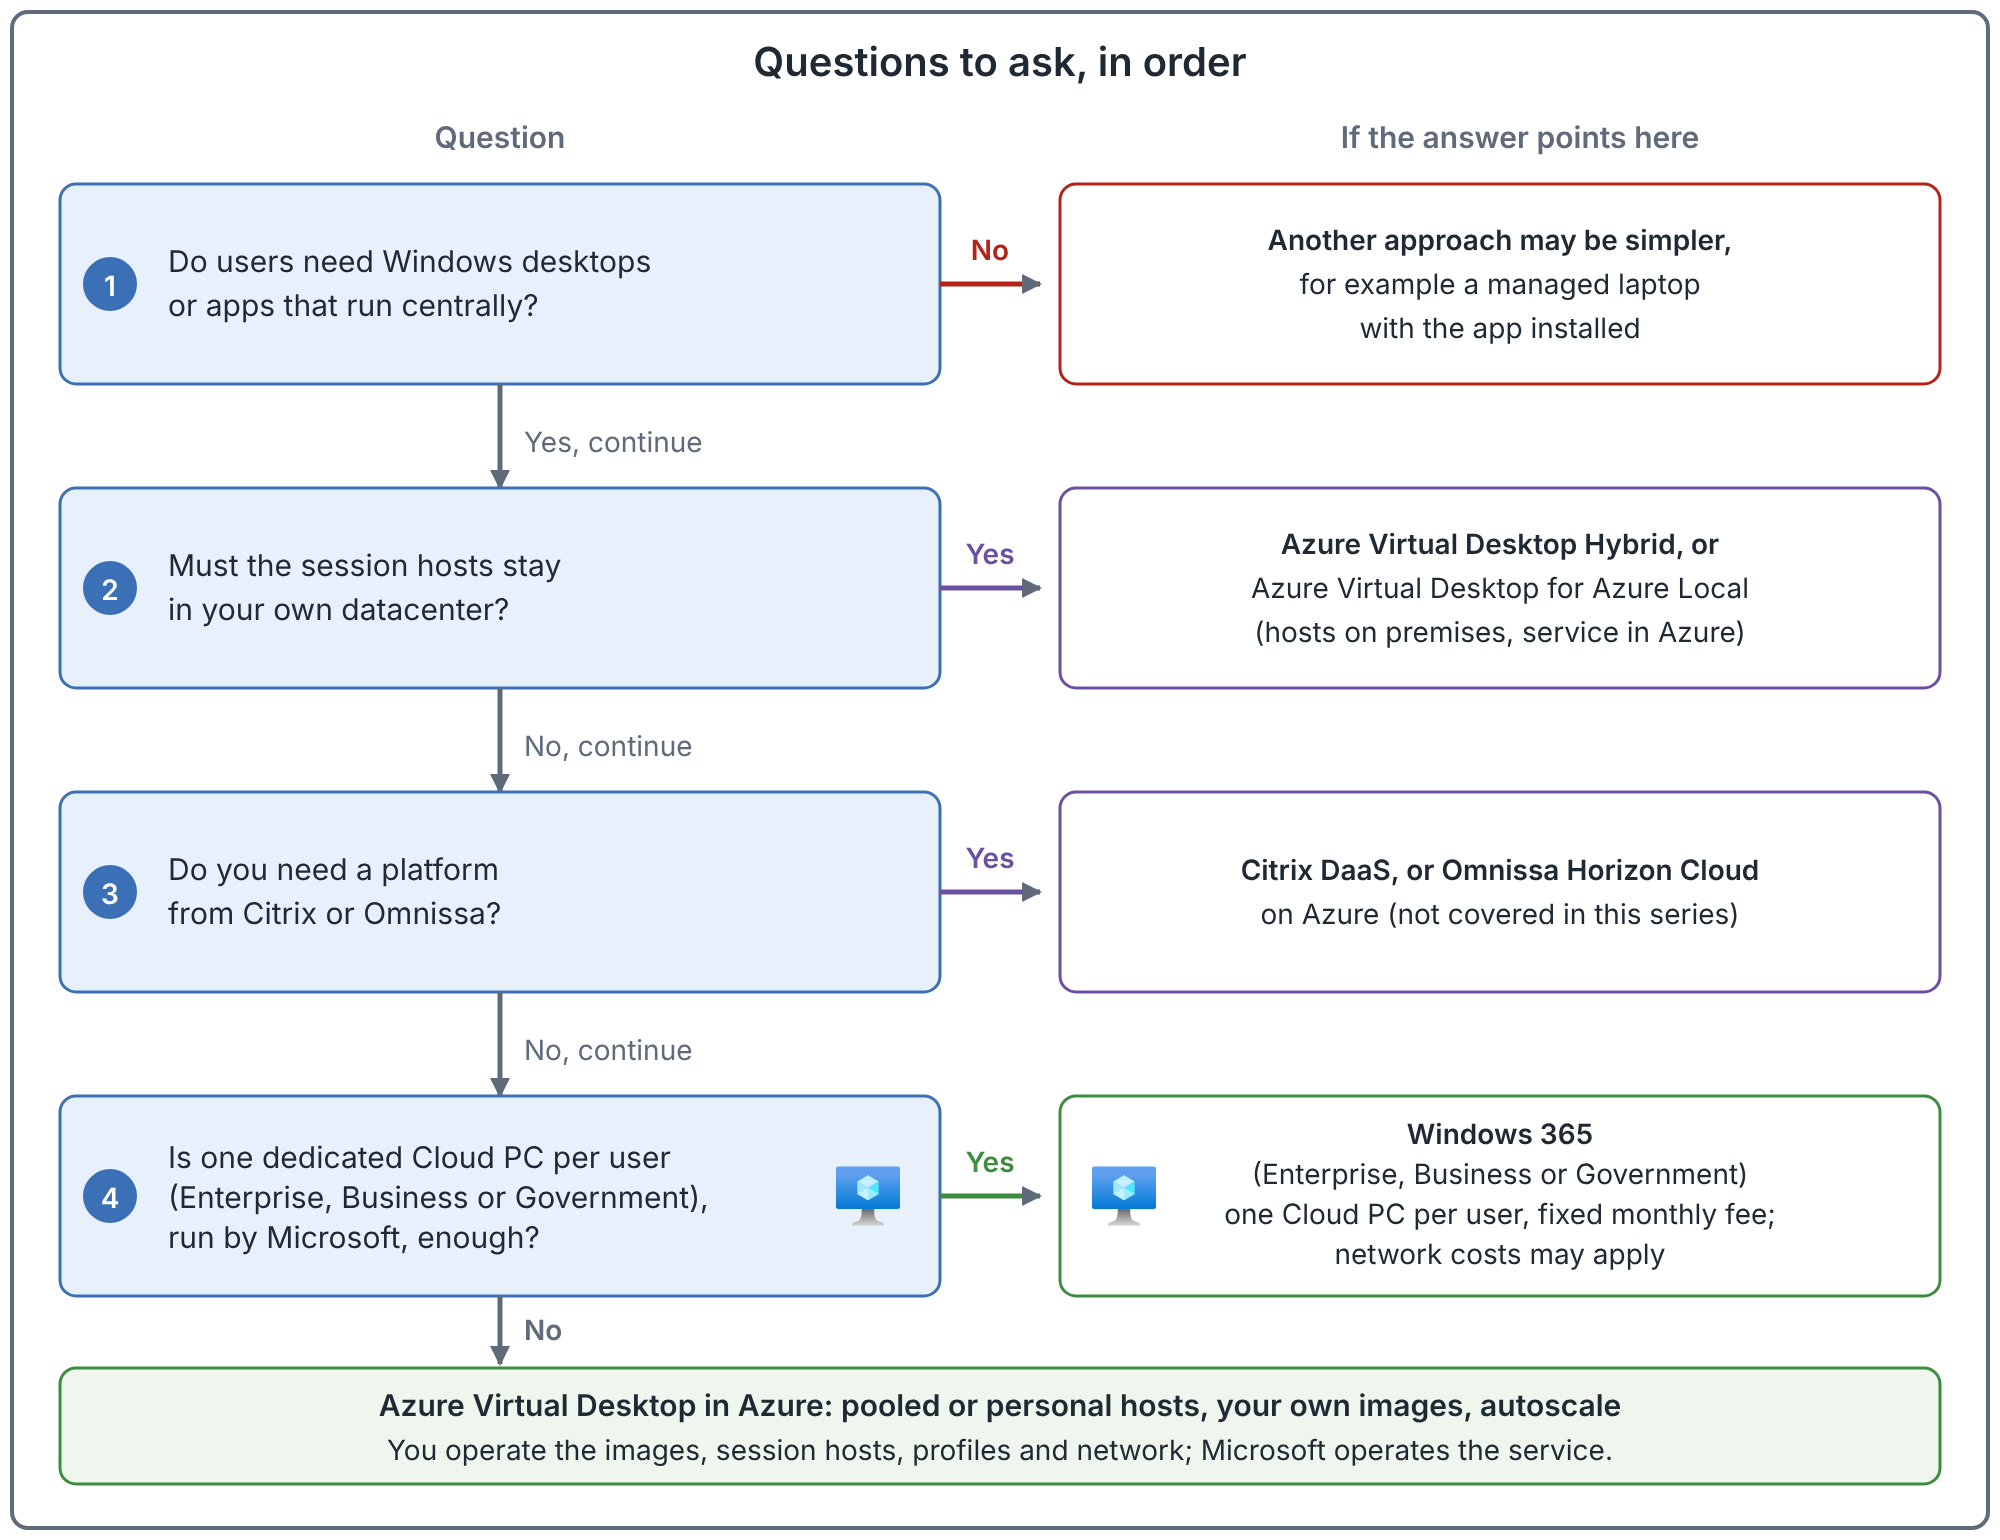 Questions to ask, in order
Question
If the answer points here
1
Do users need Windows desktops
or apps that run centrally?
No
Another approach may be simpler,
for example a managed laptop
with the app installed
Yes, continue
2
Must the session hosts stay
in your own datacenter?
Yes
Azure Virtual Desktop Hybrid, or
Azure Virtual Desktop for Azure Local
(hosts on premises, service in Azure)
No, continue
3
Do you need a platform
from Citrix or Omnissa?
Yes
Citrix DaaS, or Omnissa Horizon Cloud
on Azure (not covered in this series)
No, continue
4
Is one dedicated Cloud PC per user
(Enterprise, Business or Government),
run by Microsoft, enough?
Yes
Windows 365
(Enterprise, Business or Government)
one Cloud PC per user, fixed monthly fee;
network costs may apply
No
Azure Virtual Desktop in Azure: pooled or personal hosts, your own images, autoscale
You operate the images, session hosts, profiles and network; Microsoft operates the service.